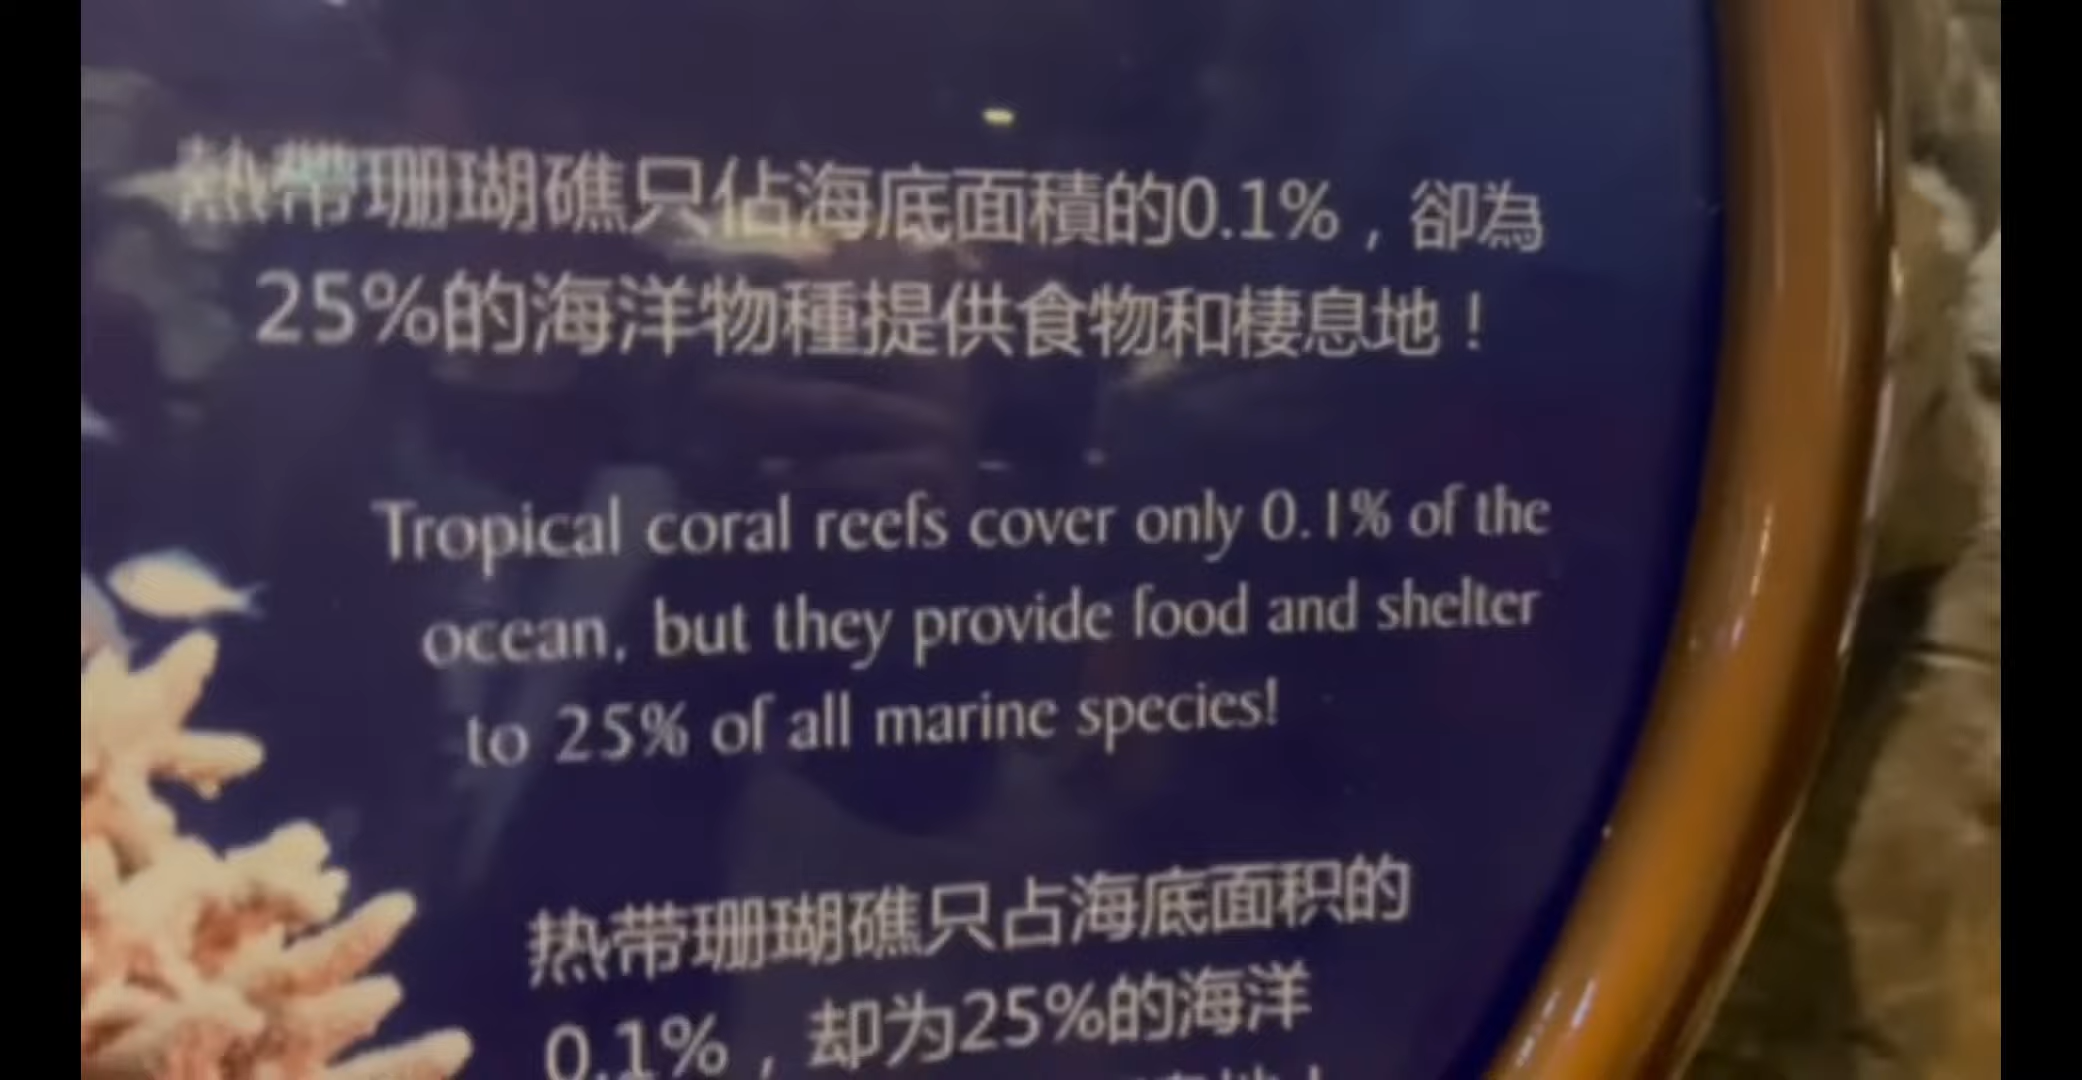 熱帶珊瑚礁只佔海底面積的0.1%，卻為
25%的海洋物種提供食物和棲息地！
Tropical coral reefs cover only 0.1% of the
ocean, but they provide food and shelter
to 25% of all marine species!
热带珊瑚礁只占海底面积的
0.1%，却为25%的海洋